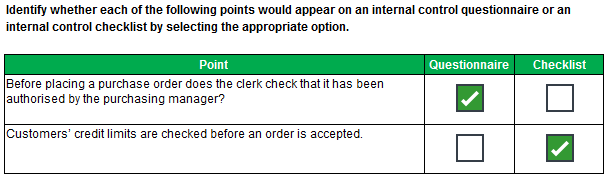 Identify whether each of the following points would appear on an internal control questionnaire or an
internal control checklist by selecting the appropriate option.
Point Questionnaire Checklist
Before placing a purchase order does the clerk check that it has been
authorised by the purchasing manager?
Customers' credit limits are checked before an order is accepted.